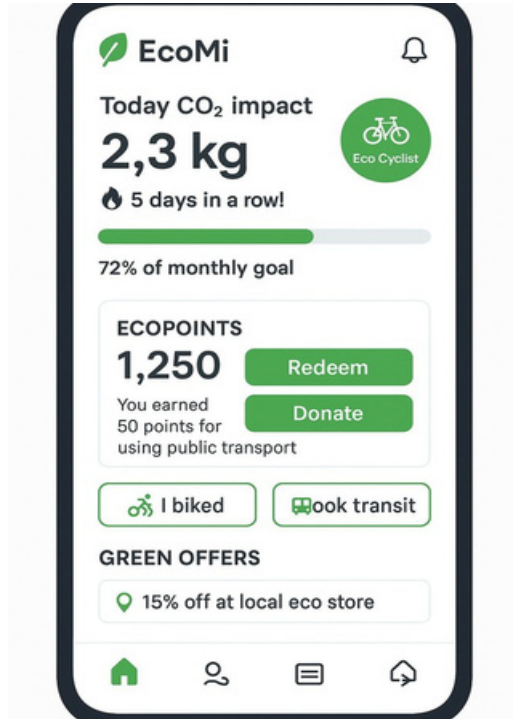 EcoMi
Today CO₂ impact
2,3 kg
Eco Cyclist
5 days in a row!
72% of monthly goal
ECOPOINTS
1,250
Redeem
You earned
50 points for
using public transport
Donate
I biked
ook transit
GREEN OFFERS
15% off at local eco store